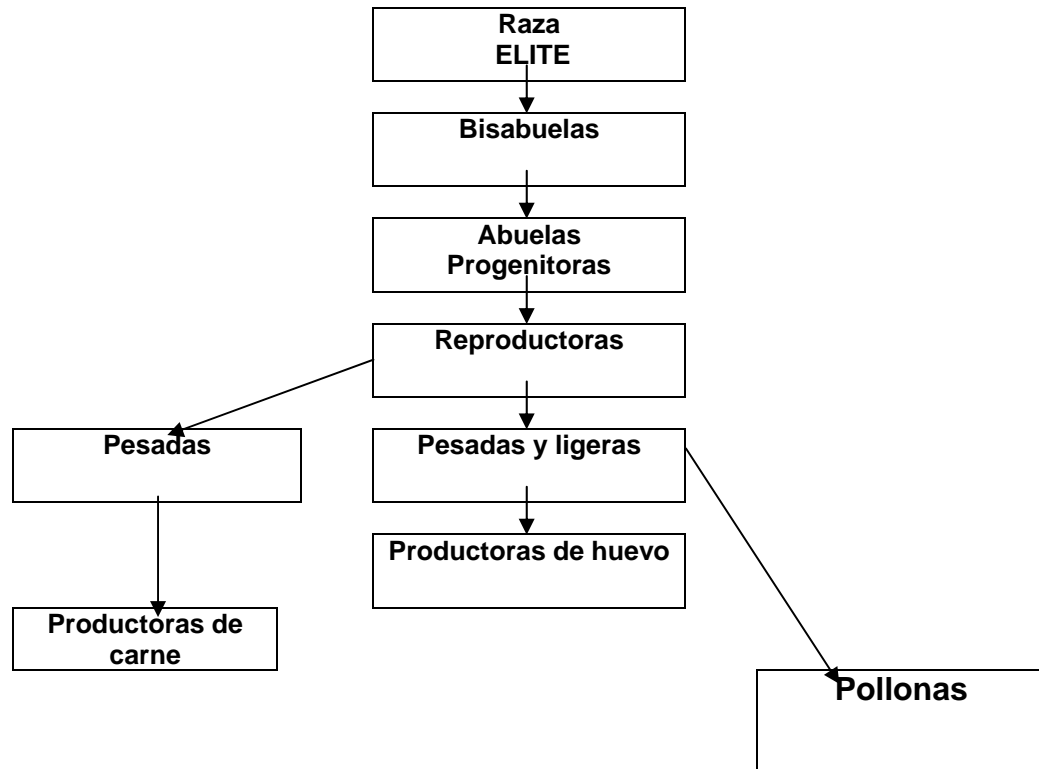 Raza
ELITE
Bisabuelas
Abuelas
Progenitoras
Reproductoras
Pesadas
Pesadas y ligeras
Productoras de huevo
Productoras de
carne
Pollonas